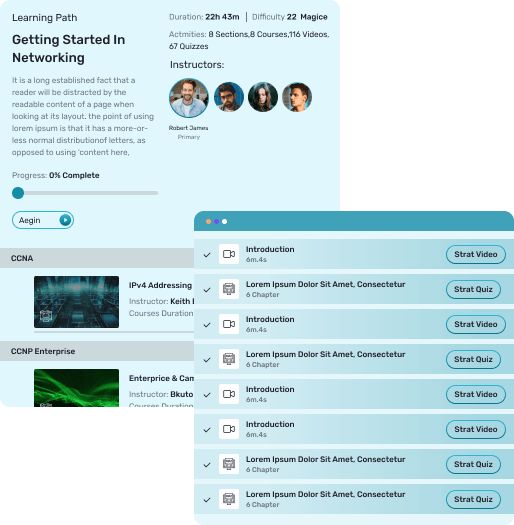 Learning Path
Getting Started In
Networking
It is a long established fact that a
reader will be distracted by the
readable content of a page when
looking at its layout. the point of using
lorem ipsum is that it has a more-or-
less normal distributionof letters, as
opposed to using 'content here,
Progress: 0% Complete
Aegin
Duration: 22h 43m | Difficulty 22 Magice
Actmities: 8 Sections,8 Courses,116 Videos,
67 Quizzes
Instructors:
Robert James
Primary
CCNA
IPv4 Addressing
Instructor: Keith
Courses Duration
CCNP Enterprise
Enterprice & Cam
Instructor: Bkuto
Courses Duration
Introduction
6m.4s
Strat Video
Lorem Ipsum Dolor Sit Amet, Consectetur
6 Chapter
Strat Quiz
Introduction
6m.4s
Strat Video
Lorem Ipsum Dolor Sit Amet, Consectetur
6 Chapter
Strat Quiz
Introduction
6m.4s
Strat Video
Introduction
6m.4s
Strat Video
Lorem Ipsum Dolor Sit Amet, Consectetur
6 Chapter
Strat Quiz
Lorem Ipsum Dolor Sit Amet, Consectetur
6 Chapter
Strat Quiz